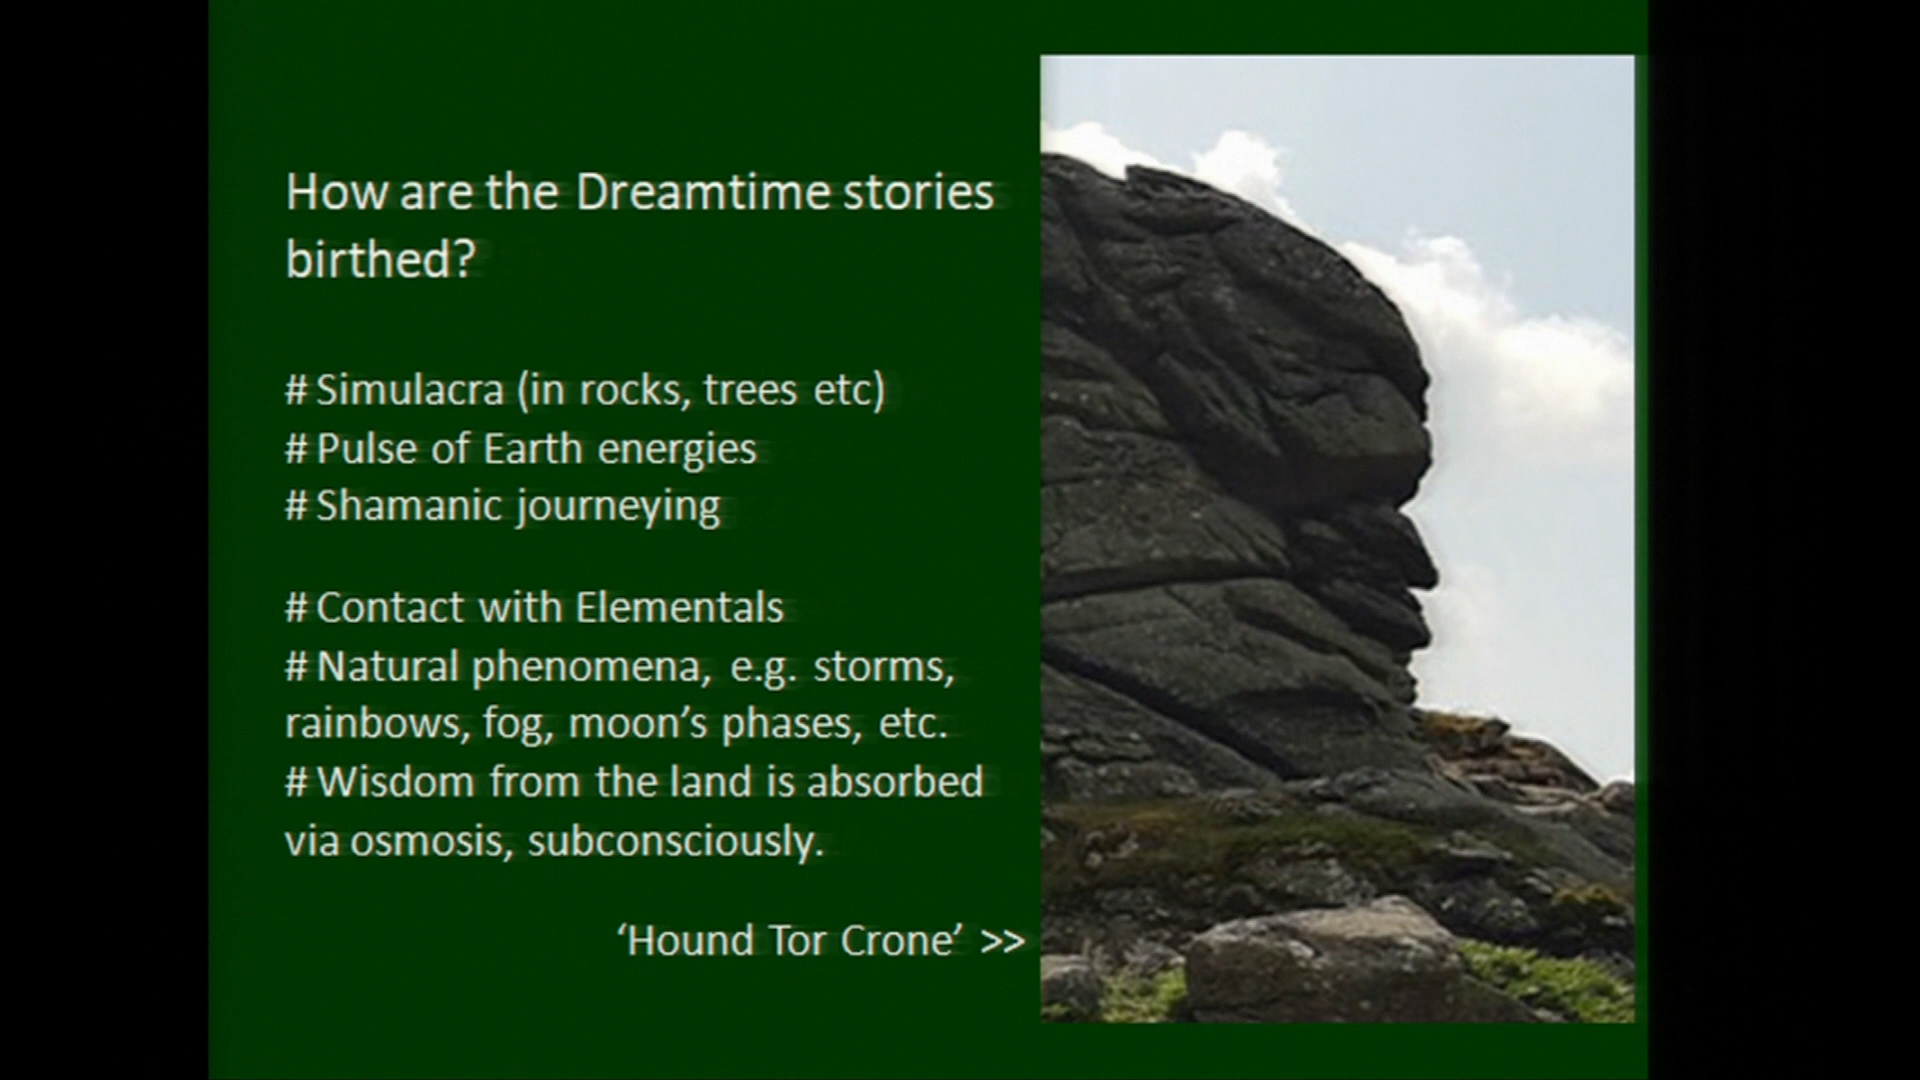 How are the Dreamtime stories
birthed?
# Simulacra (in rocks, trees etc)
# Pulse of Earth energies
# Shamanic journeying
# Contact with Elementals
# Natural phenomena, e.g. storms,
rainbows, fog, moon’s phases, etc.
# Wisdom from the land is absorbed
via osmosis, subconsciously.
‘Hound Tor Crone’ >>